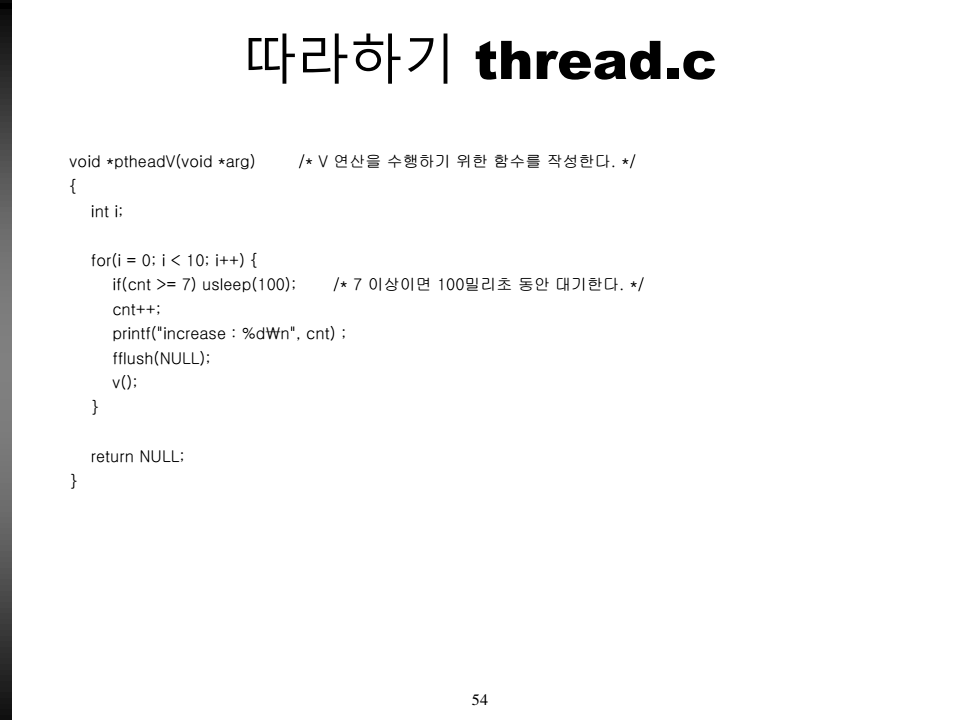 따라하기 thread.c
void *ptheadV(void *arg) /* V 연산을 수행하기 위한 함수를 작성한다. */
{
int i;
for(i = 0; i < 10; i++) {
if(cnt >= 7) usleep(100); /* 7 이상이면 100밀리초 동안 대기한다. */
cnt++;
printf("increase : %d₩n", cnt) ;
fflush(NULL);
v();
}
return NULL;
}
54